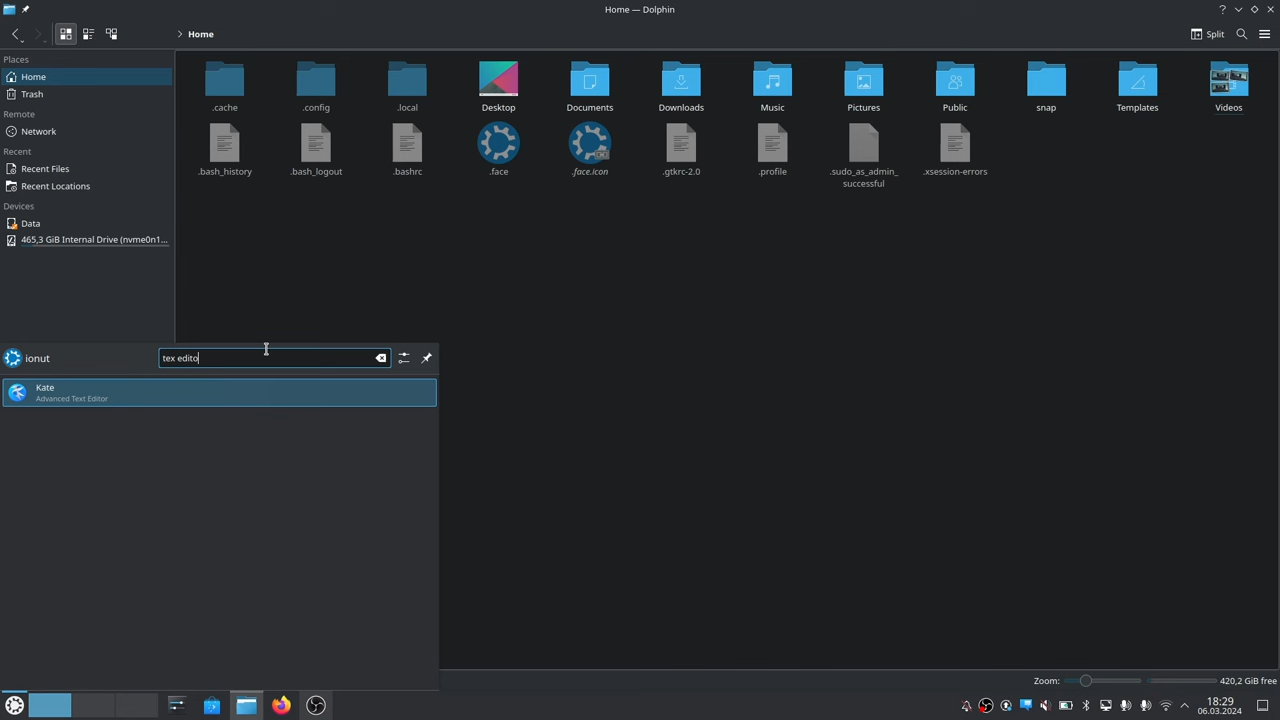 Home — Dolphin
Home
Split
Places
Home
Trash
Remote
Network
Recent
Recent Files
Recent Locations
Devices
Data
465,3 GiB Internal Drive (nvme0n1...
.cache
.config
.local
Desktop
Documents
Downloads
Music
Pictures
Public
snap
Templates
Videos
.bash_history
.bash_logout
.bashrc
.face
.face.icon
.gtkrc-2.0
.profile
.sudo_as_admin_
successful
.xsession-errors
ionut
tex edito
Kate
Advanced Text Editor
Zoom:
420,2 GiB free
18:29
06.03.2024